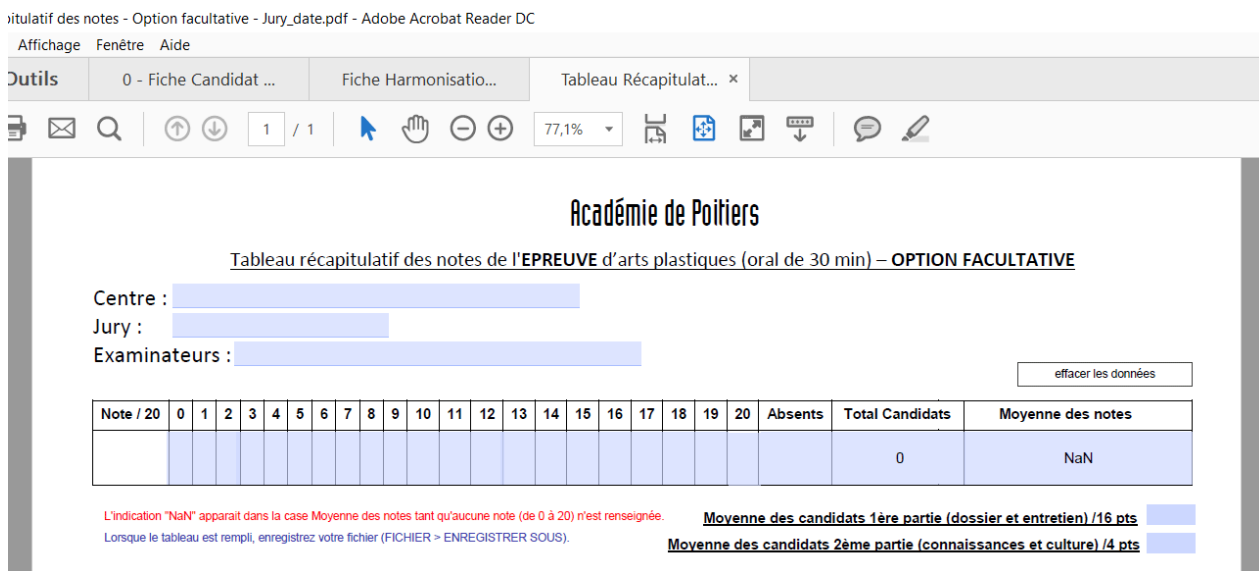 des notes - Option facultative - Jury_date.pdf - Adobe Acrobat Reader DC
Affichage Fenêtre Aide
Outils 0 - Fiche Candidat ... Fiche Harmonisatio... Tableau Récapitulat... ×
1 / 1 77,1%
Académie de Poitiers
Tableau récapitulatif des notes de l'EPREUVE d’arts plastiques (oral de 30 min) – OPTION FACULTATIVE
Centre :
Jury :
Examinateurs :
effacer les données
Note / 20 0 1 2 3 4 5 6 7 8 9 10 11 12 13 14 15 16 17 18 19 20 Absents Total Candidats Moyenne des notes
0 NaN
L'indication "NaN" apparait dans la case Moyenne des notes tant qu'aucune note (de 0 à 20) n'est renseignée.
Lorsque le tableau est rempli, enregistrez votre fichier (FICHIER > ENREGISTRER SOUS).
Moyenne des candidats 1ère partie (dossier et entretien) /16 pts
Moyenne des candidats 2ème partie (connaissances et culture) /4 pts